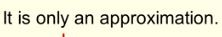 It is only an approximation.